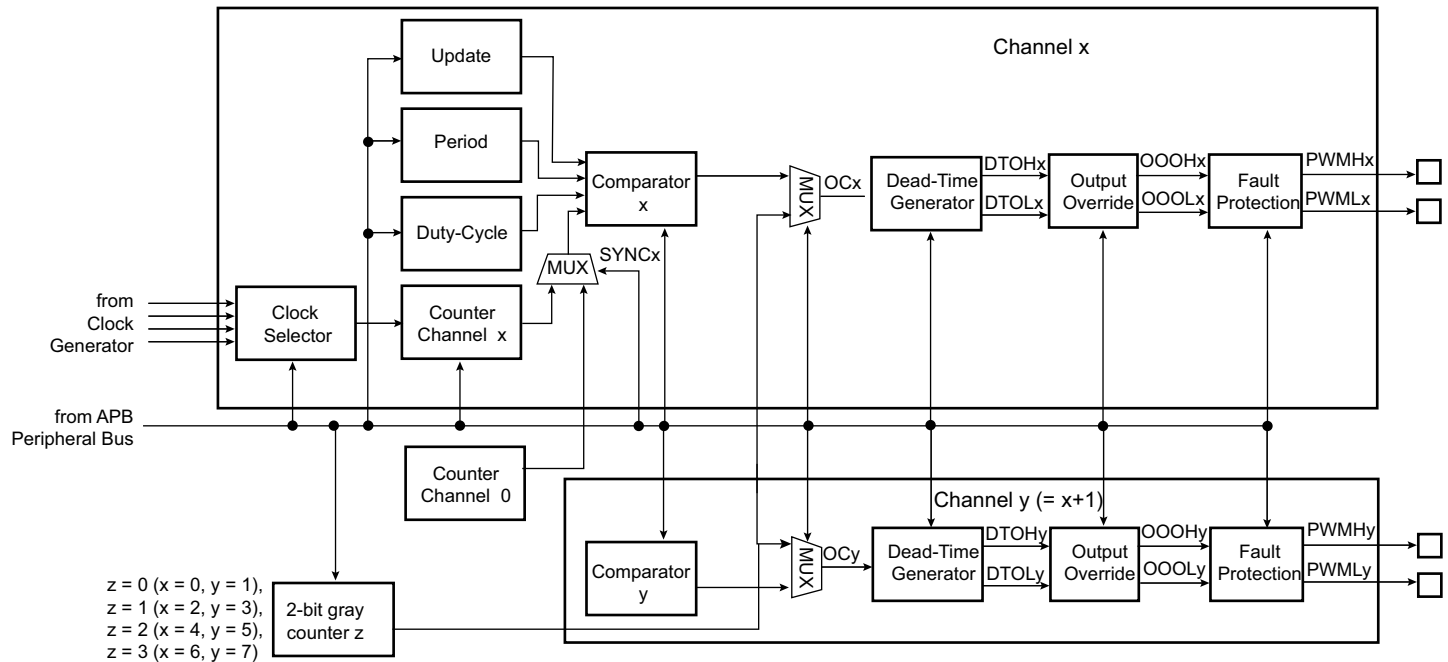 Channel x
Update
Period
Duty-Cycle
Comparator
x
MUX
OCx
Dead-Time
Generator
DTOHx
DTOLx
Output
Override
OOOHx
OOOLx
Fault
Protection
PWMHx
PWMLx
MUX
SYNCx
from
Clock
Generator
Clock
Selector
Counter
Channel x
from APB
Peripheral Bus
Counter
Channel 0
Channel y (= x+1)
Comparator
y
MUX
OCy
Dead-Time
Generator
DTOHy
DTOLy
Output
Override
OOOHy
OOOLy
Fault
Protection
PWMHy
PWMLy
z = 0 (x = 0, y = 1),
z = 1 (x = 2, y = 3),
z = 2 (x = 4, y = 5),
z = 3 (x = 6, y = 7)
2-bit gray
counter z